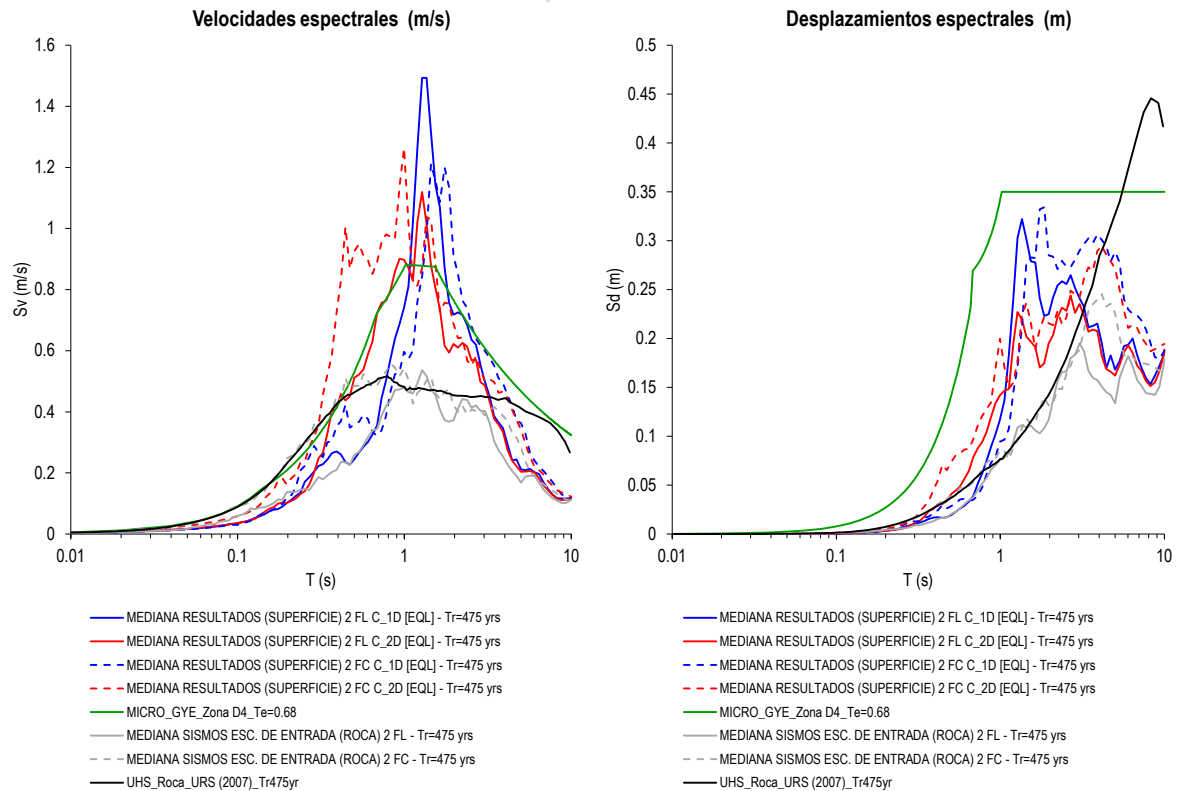 Velocidades espectrales (m/s)
1.6
1.4
1.2
1
0.8
0.6
0.4
0.2
0
Sv (m/s)
0.01
0.1
1
10
T (s)
MEDIANA RESULTADOS (SUPERFICIE) 2 FL C_1D [EQL] - Tr=475 yrs
MEDIANA RESULTADOS (SUPERFICIE) 2 FL C_2D [EQL] - Tr=475 yrs
MEDIANA RESULTADOS (SUPERFICIE) 2 FC C_1D [EQL] - Tr=475 yrs
MEDIANA RESULTADOS (SUPERFICIE) 2 FC C_2D [EQL] - Tr=475 yrs
MICRO_GYE_Zona D4_Te=0.68
MEDIANA SISMOS ESC. DE ENTRADA (ROCA) 2 FL - Tr=475 yrs
MEDIANA SISMOS ESC. DE ENTRADA (ROCA) 2 FC - Tr=475 yrs
UHS_Roca_URS (2007)_Tr475yr
Desplazamientos espectrales (m)
0.5
0.45
0.4
0.35
0.3
0.25
0.2
0.15
0.1
0.05
0
Sd (m)
0.01
0.1
1
10
T (s)
MEDIANA RESULTADOS (SUPERFICIE) 2 FL C_1D [EQL] - Tr=475 yrs
MEDIANA RESULTADOS (SUPERFICIE) 2 FL C_2D [EQL] - Tr=475 yrs
MEDIANA RESULTADOS (SUPERFICIE) 2 FC C_1D [EQL] - Tr=475 yrs
MEDIANA RESULTADOS (SUPERFICIE) 2 FC C_2D [EQL] - Tr=475 yrs
MICRO_GYE_Zona D4_Te=0.68
MEDIANA SISMOS ESC. DE ENTRADA (ROCA) 2 FL - Tr=475 yrs
MEDIANA SISMOS ESC. DE ENTRADA (ROCA) 2 FC - Tr=475 yrs
UHS_Roca_URS (2007)_Tr475yr